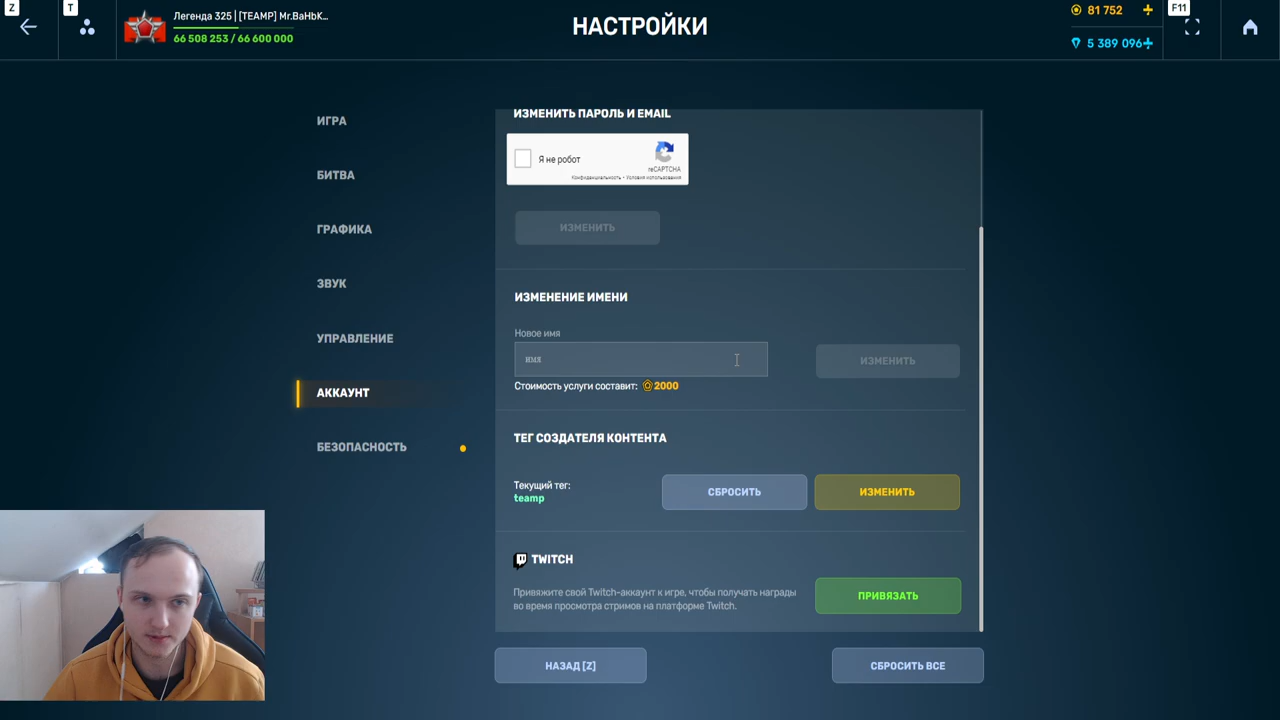 Z
T
Легенда 325 | [TEAMP] Mr.BaHbK...
66 508 253 / 66 600 000
НАСТРОЙКИ
81 752
5 389 096
F11
ИГРА
БИТВА
ГРАФИКА
ЗВУК
УПРАВЛЕНИЕ
АККАУНТ
БЕЗОПАСНОСТЬ
ИЗМЕНИТЬ ПАРОЛЬ И EMAIL
Я не робот
reCAPTCHA
Конфиденциальность • Условия использования
ИЗМЕНИТЬ
ИЗМЕНЕНИЕ ИМЕНИ
Новое имя
имя
ИЗМЕНИТЬ
Стоимость услуги составит: 2000
ТЕГ СОЗДАТЕЛЯ КОНТЕНТА
Текущий тег:
teamp
СБРОСИТЬ
ИЗМЕНИТЬ
TWITCH
Привяжите свой Twitch-аккаунт к игре, чтобы получать награды
во время просмотра стримов на платформе Twitch.
ПРИВЯЗАТЬ
НАЗАД [Z]
СБРОСИТЬ ВСЕ